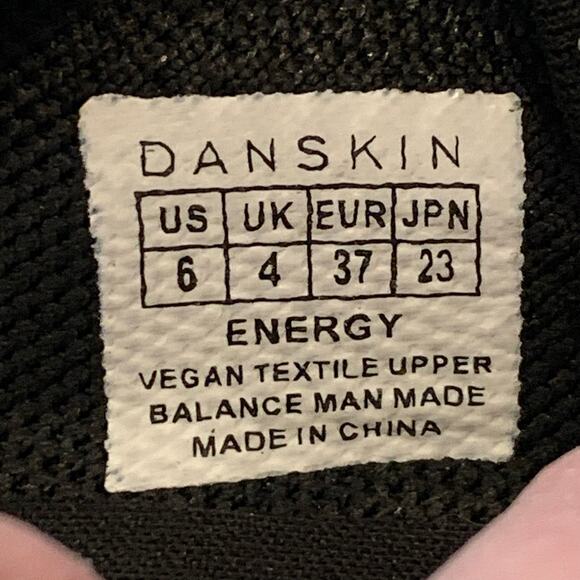 DANSKIN
US UK EUR JPN
6 4 37 23
ENERGY
VEGAN TEXTILE UPPER
BALANCE MAN MADE
MADE IN CHINA